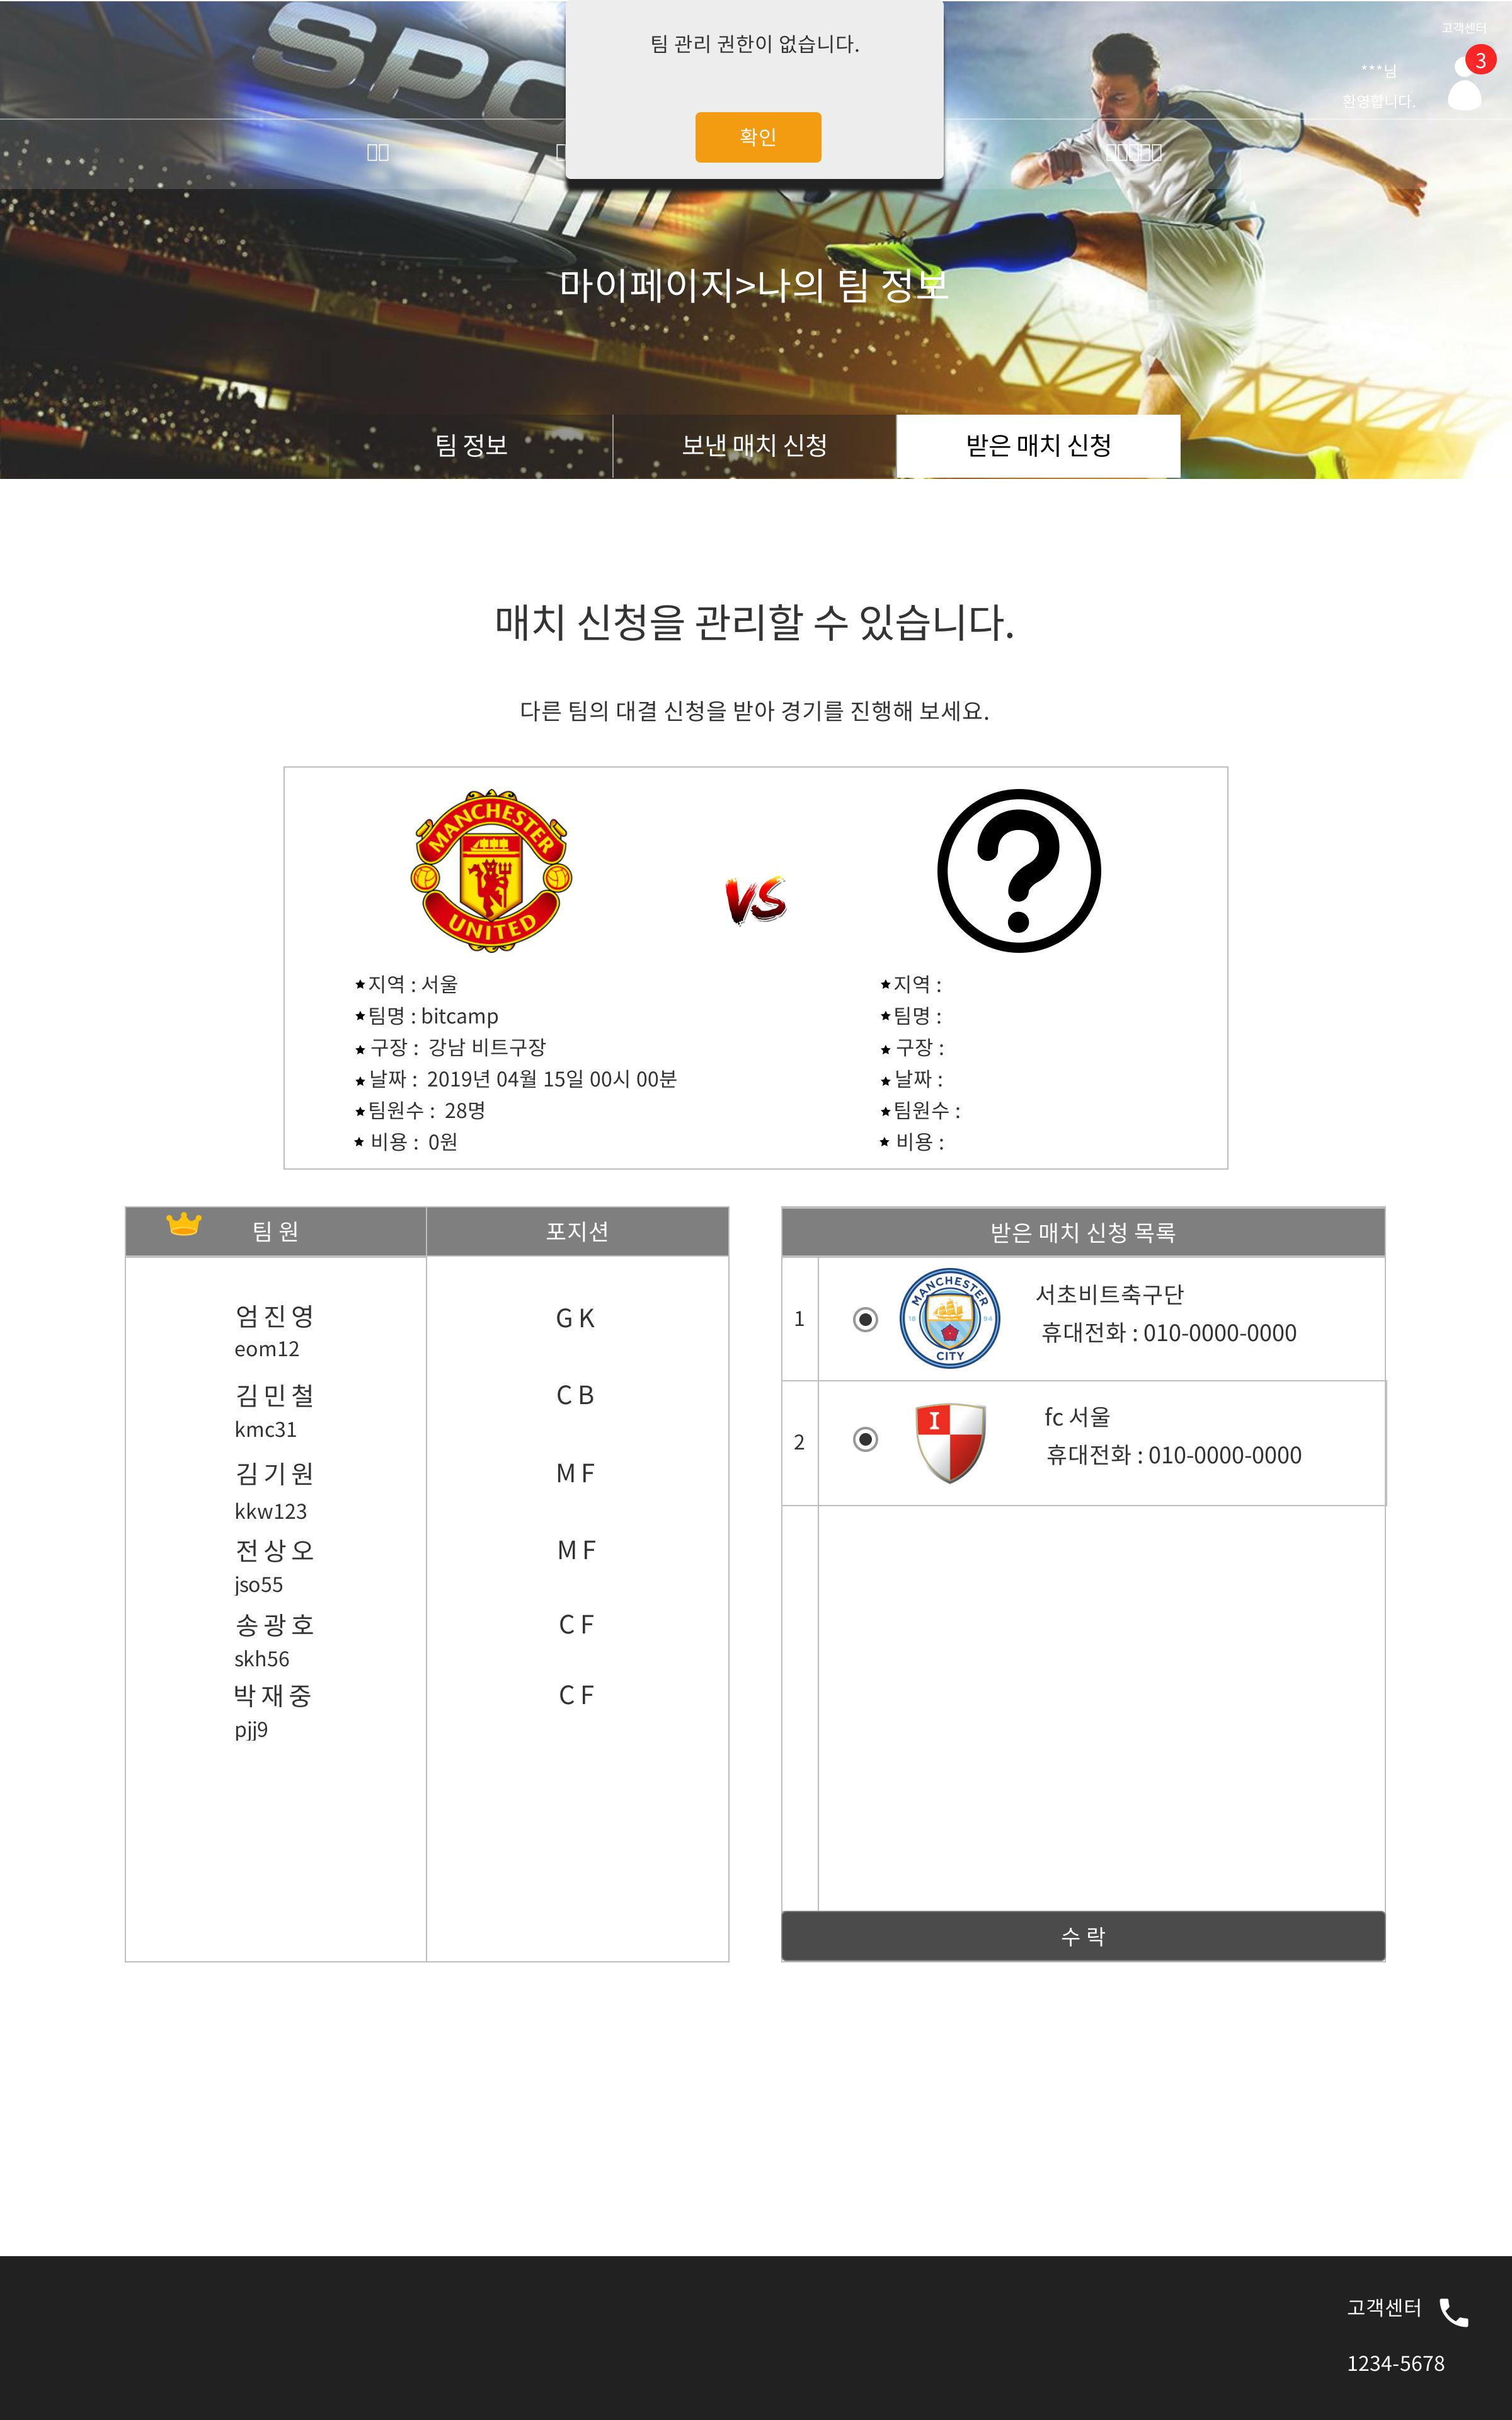 팀 관리 권한이 없습니다.
확인
고객센터
3
***님
환영합니다.
SPO
마이페이지>나의 팀 정보
팀 정보
보낸 매치 신청
받은 매치 신청
매치 신청을 관리할 수 있습니다.
다른 팀의 대결 신청을 받아 경기를 진행해 보세요.
MANCHESTER
UNITED
VS
?
지역 : 서울
팀명 : bitcamp
구장 : 강남 비트구장
날짜 : 2019년 04월 15일 00시 00분
팀원수 : 28명
비용 : 0원
지역 :
팀명 :
구장 :
날짜 :
팀원수 :
비용 :
팀 원
포지션
엄 진 영
eom12
G K
김 민 철
kmc31
C B
김 기 원
kkw123
M F
전 상 오
jso55
M F
송 광 호
skh56
C F
박 재 중
pjj9
C F
받은 매치 신청 목록
1
MANCHESTER
18 94
CITY
서초비트축구단
휴대전화 : 010-0000-0000
2
I
fc 서울
휴대전화 : 010-0000-0000
수 락
고객센터
1234-5678